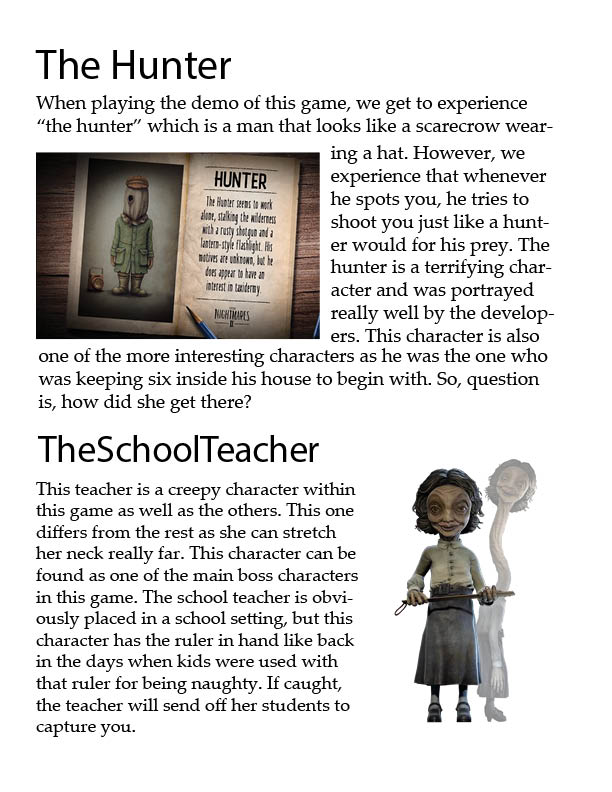 The Hunter
When playing the demo of this game, we get to experience
“the hunter” which is a man that looks like a scarecrow wear-
ing a hat. However, we
experience that whenever
he spots you, he tries to
shoot you just like a hunt-
er would for his prey. The
hunter is a terrifying char-
acter and was portrayed
really well by the develop-
ers. This character is also
HUNTER
The Hunter seems to work
alone, stalking the wilderness
with a rusty shotgun and a
lantern-style flashlight. His
motives are unknown, but he
does appear to have an
interest in taxidermy.
LITTLE
NIGHTMARES
II
one of the more interesting characters as he was the one who
was keeping six inside his house to begin with. So, question
is, how did she get there?
TheSchoolTeacher
This teacher is a creepy character within
this game as well as the others. This one
differs from the rest as she can stretch
her neck really far. This character can be
found as one of the main boss characters
in this game. The school teacher is obvi-
ously placed in a school setting, but this
character has the ruler in hand like back
in the days when kids were used with
that ruler for being naughty. If caught,
the teacher will send off her students to
capture you.